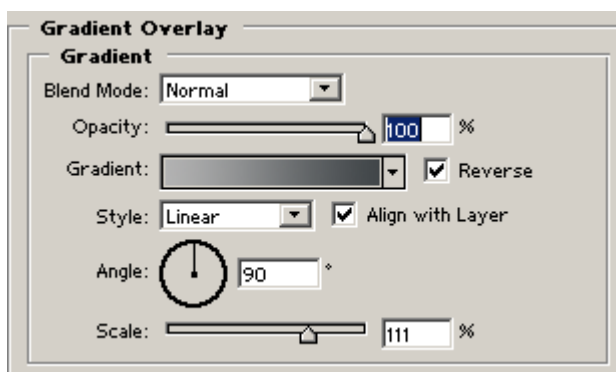 Gradient Overlay
Gradient
Blend Mode: Normal
Opacity: 100 %
Gradient: Reverse
Style: Linear Align with Layer
Angle: 90 °
Scale: 111 %